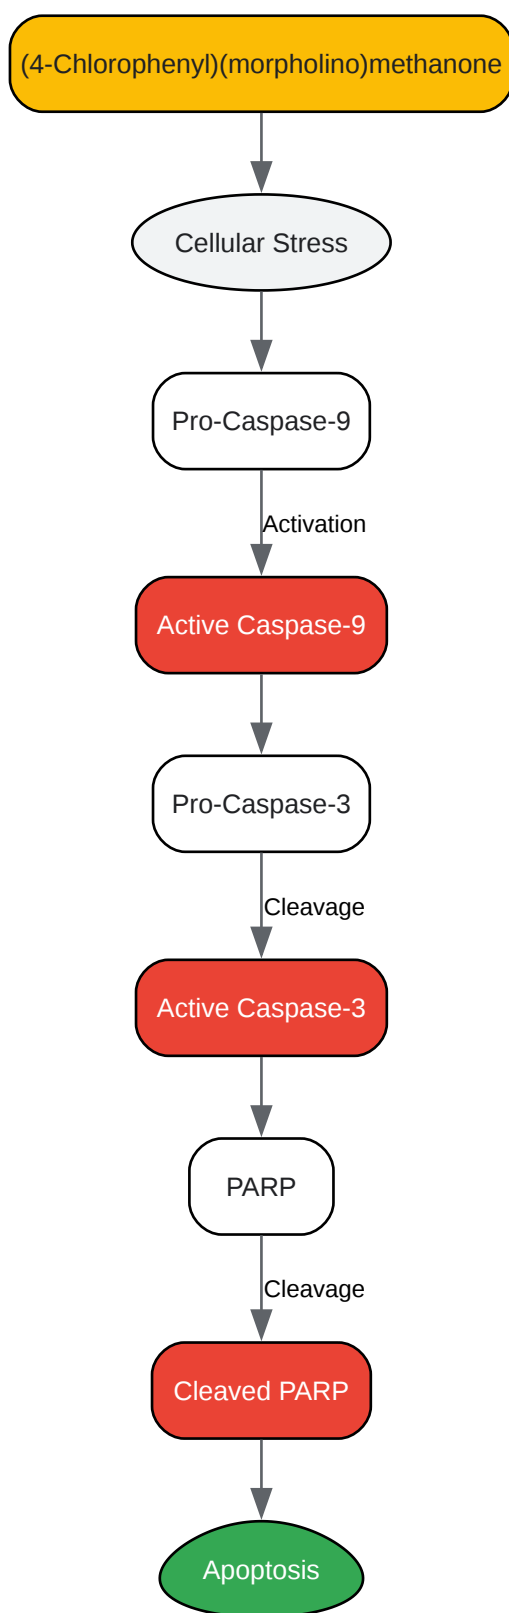 (4-Chlorophenyl)(morpholino)methanone
Cellular Stress
Pro-Caspase-9
Activation
Active Caspase-9
Pro-Caspase-3
Cleavage
Active Caspase-3
PARP
Cleavage
Cleaved PARP
Apoptosis